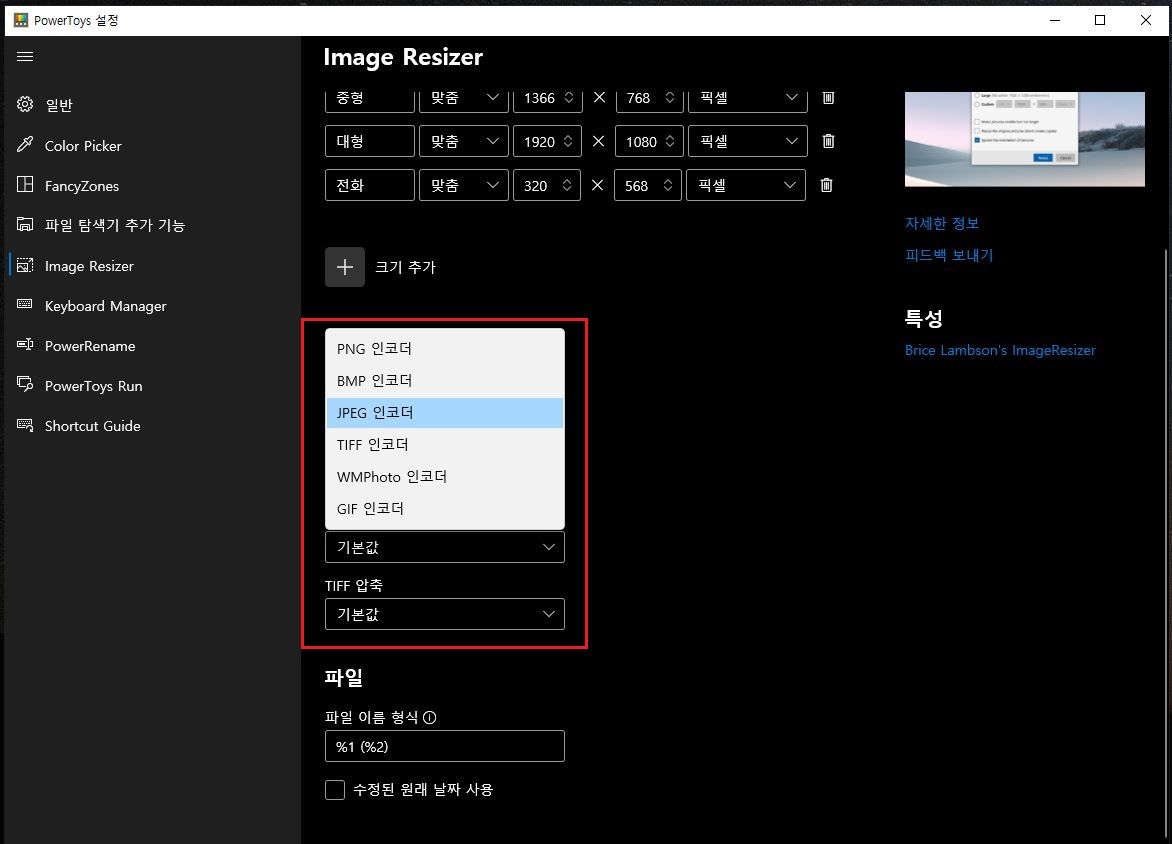 PowerToys 설정
Image Resizer
일반
Color Picker
FancyZones
파일 탐색기 추가 기능
Image Resizer
Keyboard Manager
PowerRename
PowerToys Run
Shortcut Guide
중형 맞춤 1366 768 픽셀
대형 맞춤 1920 1080 픽셀
전화 맞춤 320 568 픽셀
크기 추가
PNG 인코더
BMP 인코더
JPEG 인코더
TIFF 인코더
WMPhoto 인코더
GIF 인코더
기본값
TIFF 압축
기본값
파일
파일 이름 형식
%1 (%2)
수정된 원래 날짜 사용
자세한 정보
피드백 보내기
특성
Brice Lambson's ImageResizer